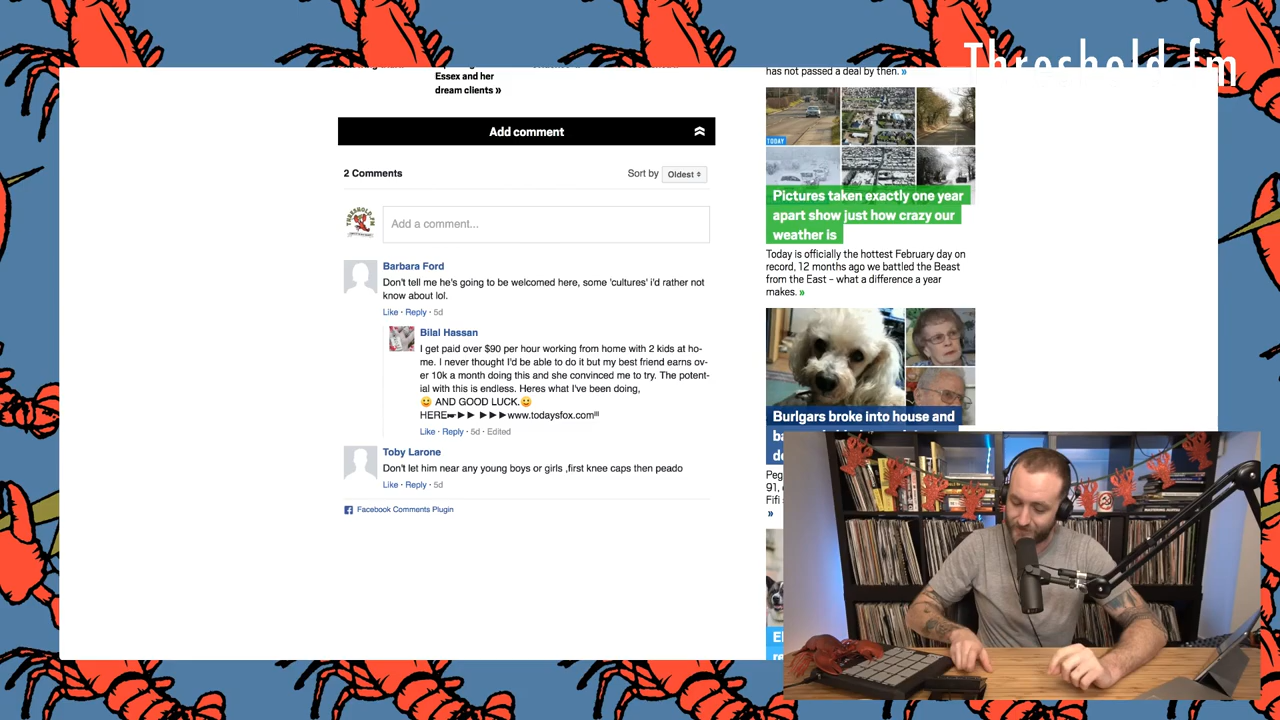 Threshold.fm
Essex and her
dream clients »
Add comment
2 Comments
Sort by Oldest
THRESHOLD.FM
Add a comment...
Barbara Ford
Don't tell me he's going to be welcomed here, some 'cultures' i'd rather not
know about lol.
Like · Reply · 5d
Bilal Hassan
I get paid over $90 per hour working from home with 2 kids at ho-
me. I never thought I'd be able to do it but my best friend earns ov-
er 10k a month doing this and she convinced me to try. The potent-
ial with this is endless. Heres what I've been doing,
😃 AND GOOD LUCK.😃
HERE☛►► ►►►www.todaysfox.com
Like · Reply · 5d · Edited
Toby Larone
Don't let him near any young boys or girls ,first knee caps then peado
Like · Reply · 5d
Facebook Comments Plugin
has not passed a deal by then. »
TODAY
Pictures taken exactly one year
apart show just how crazy our
weather is
Today is officially the hottest February day on
record, 12 months ago we battled the Beast
from the East – what a difference a year
makes. »
Burlgars broke into house and
Peg
91,
Fifi
»